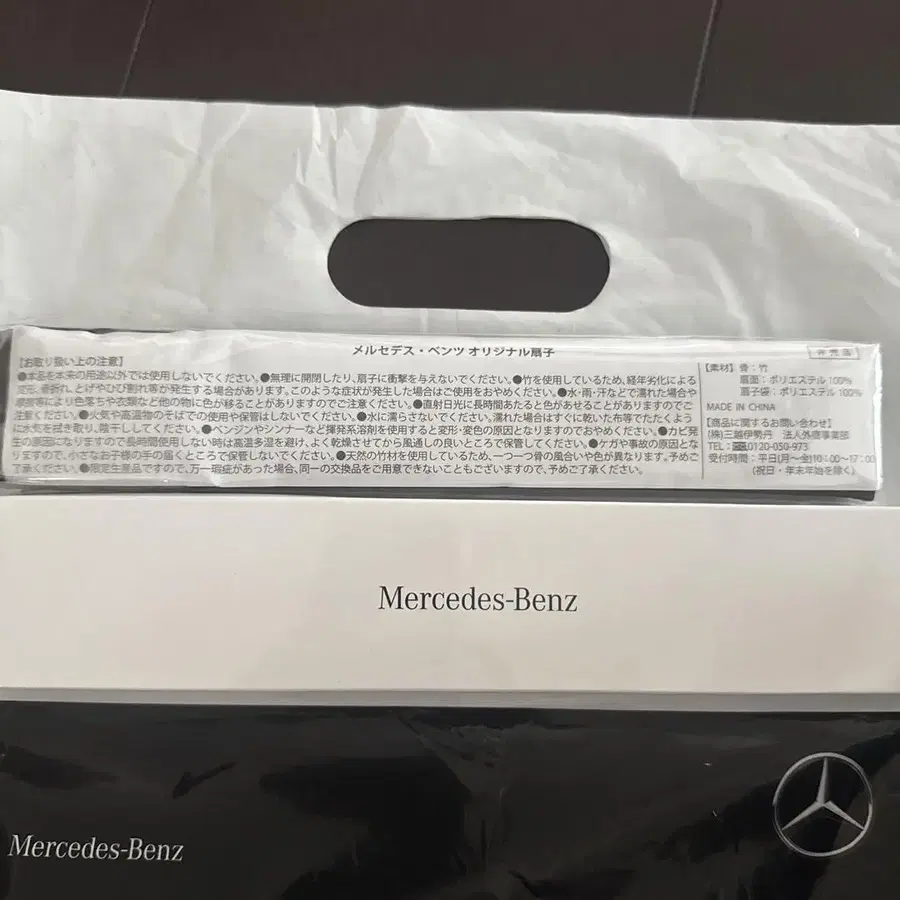 メルセデス・ベンツ オリジナル扇子
非売品
【お取り扱い上の注意】
●本品を本来の用途以外では使用しないでください。●無理に開閉したり、扇子に衝撃を与えないでください。●竹を使用しているため、経年劣化による
変形、骨折れ、とげやひび割れ等が発生する場合があります。このような症状が発生した場合はご使用をおやめください。●水・雨・汗などで濡れた場合や
摩擦等により色落ちや衣類など他の物に色が移ることがありますのでご注意ください。●直射日光に長時間あたると色があせることがありますのでご
注意ください。●火気や高温物のそばでの使用や保管はしないでください。●水に濡らさないでください。濡れた場合はすぐに乾いた布等でたたくよう
に水気を拭き取り、陰干ししてください。●ベンジンやシンナーなど揮発系溶剤を使用すると変形・変色の原因となりますのでおやめください。●カビ発
生の原因になりますので長時間使用しない時は高温多湿を避け、よく乾燥させてから風通しの良いところで保管してください。●ケガや事故の原因とな
りますので、小さなお子様の手の届くところで保管しないでください。●天然の竹材を使用しているため、一つ一つ骨の風合いや色が異なります。予めご
了承ください。●限定生産品ですので、万一瑕疵があった場合、同一の交換品をご用意できないこともございますので、予めご了承ください。
【素材】骨：竹
扇面：ポリエステル 100%
扇子袋：ポリエステル 100%
MADE IN CHINA
【商品に関するお問い合わせ】
(株)三越伊勢丹 法人外商事業部
TEL：0120-050-973
受付時間：平日(月〜金)10：00〜17：00
(祝日・年末年始を除く)
Mercedes-Benz
Mercedes-Benz